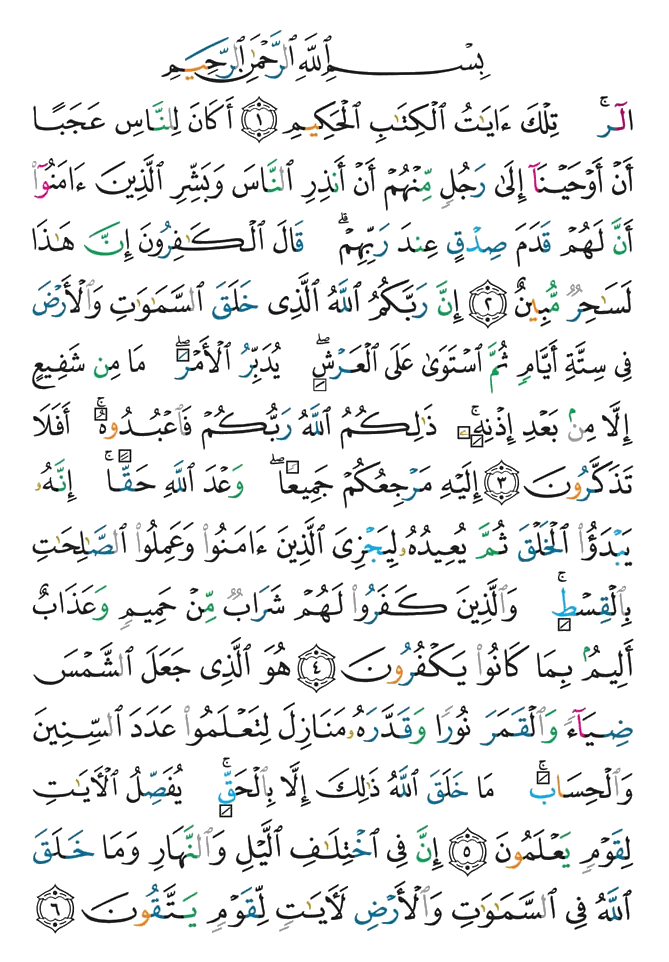 بِسْمِ ٱللَّهِ ٱلرَّحْمَٰنِ ٱلرَّحِيمِ
الٓرۚ تِلْكَ ءَايَٰتُ ٱلْكِتَٰبِ ٱلْحَكِيمِ ١ أَكَانَ لِلنَّاسِ عَجَبًا
أَنْ أَوْحَيْنَآ إِلَىٰ رَجُلٍ مِّنْهُمْ أَنْ أَنذِرِ ٱلنَّاسَ وَبَشِّرِ ٱلَّذِينَ ءَامَنُوٓا۟
أَنَّ لَهُمْ قَدَمَ صِدْقٍ عِندَ رَبِّهِمْۗ قَالَ ٱلْكَٰفِرُونَ إِنَّ هَٰذَا
لَسَٰحِرٌ مُّبِينٌ ٢ إِنَّ رَبَّكُمُ ٱللَّهُ ٱلَّذِى خَلَقَ ٱلسَّمَٰوَٰتِ وَٱلْأَرْضَ
فِى سِتَّةِ أَيَّامٍ ثُمَّ ٱسْتَوَىٰ عَلَى ٱلْعَرْشِۖ يُدَبِّرُ ٱلْأَمْرَۖ مَا مِن شَفِيعٍ
إِلَّا مِنۢ بَعْدِ إِذْنِهِۦۚ ذَٰلِكُمُ ٱللَّهُ رَبُّكُمْ فَٱعْبُدُوهُۚ أَفَلَا
تَذَكَّرُونَ ٣ إِلَيْهِ مَرْجِعُكُمْ جَمِيعًاۖ وَعْدَ ٱللَّهِ حَقًّاۚ إِنَّهُۥ
يَبْدَؤُا۟ ٱلْخَلْقَ ثُمَّ يُعِيدُهُۥ لِيَجْزِىَ ٱلَّذِينَ ءَامَنُوا۟ وَعَمِلُوا۟ ٱلصَّٰلِحَٰتِ
بِٱلْقِسْطِۚ وَٱلَّذِينَ كَفَرُوا۟ لَهُمْ شَرَابٌ مِّنْ حَمِيمٍ وَعَذَابٌ
أَلِيمٌۢ بِمَا كَانُوا۟ يَكْفُرُونَ ٤ هُوَ ٱلَّذِى جَعَلَ ٱلشَّمْسَ
ضِيَآءً وَٱلْقَمَرَ نُورًا وَقَدَّرَهُۥ مَنَازِلَ لِتَعْلَمُوا۟ عَدَدَ ٱلسِّنِينَ
وَٱلْحِسَابَۚ مَا خَلَقَ ٱللَّهُ ذَٰلِكَ إِلَّا بِٱلْحَقِّۚ يُفَصِّلُ ٱلْـَٔايَٰتِ
لِقَوْمٍ يَعْلَمُونَ ٥ إِنَّ فِى ٱخْتِلَٰفِ ٱلَّيْلِ وَٱلنَّهَارِ وَمَا خَلَقَ
ٱللَّهُ فِى ٱلسَّمَٰوَٰتِ وَٱلْأَرْضِ لَـَٔايَٰتٍ لِّقَوْمٍ يَتَّقُونَ ٦